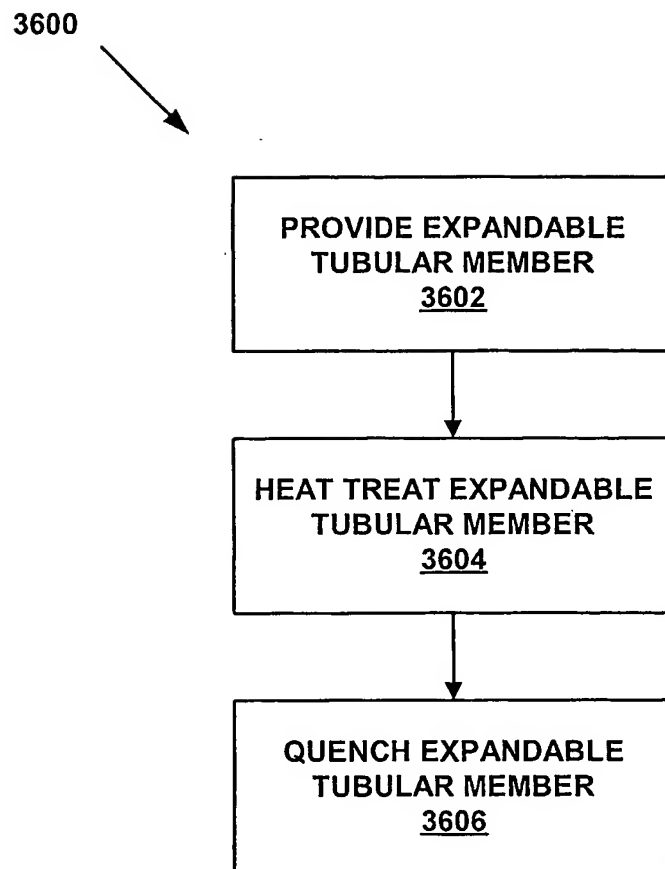 3600
PROVIDE EXPANDABLE
TUBULAR MEMBER
3602
HEAT TREAT EXPANDABLE
TUBULAR MEMBER
3604
QUENCH EXPANDABLE
TUBULAR MEMBER
3606